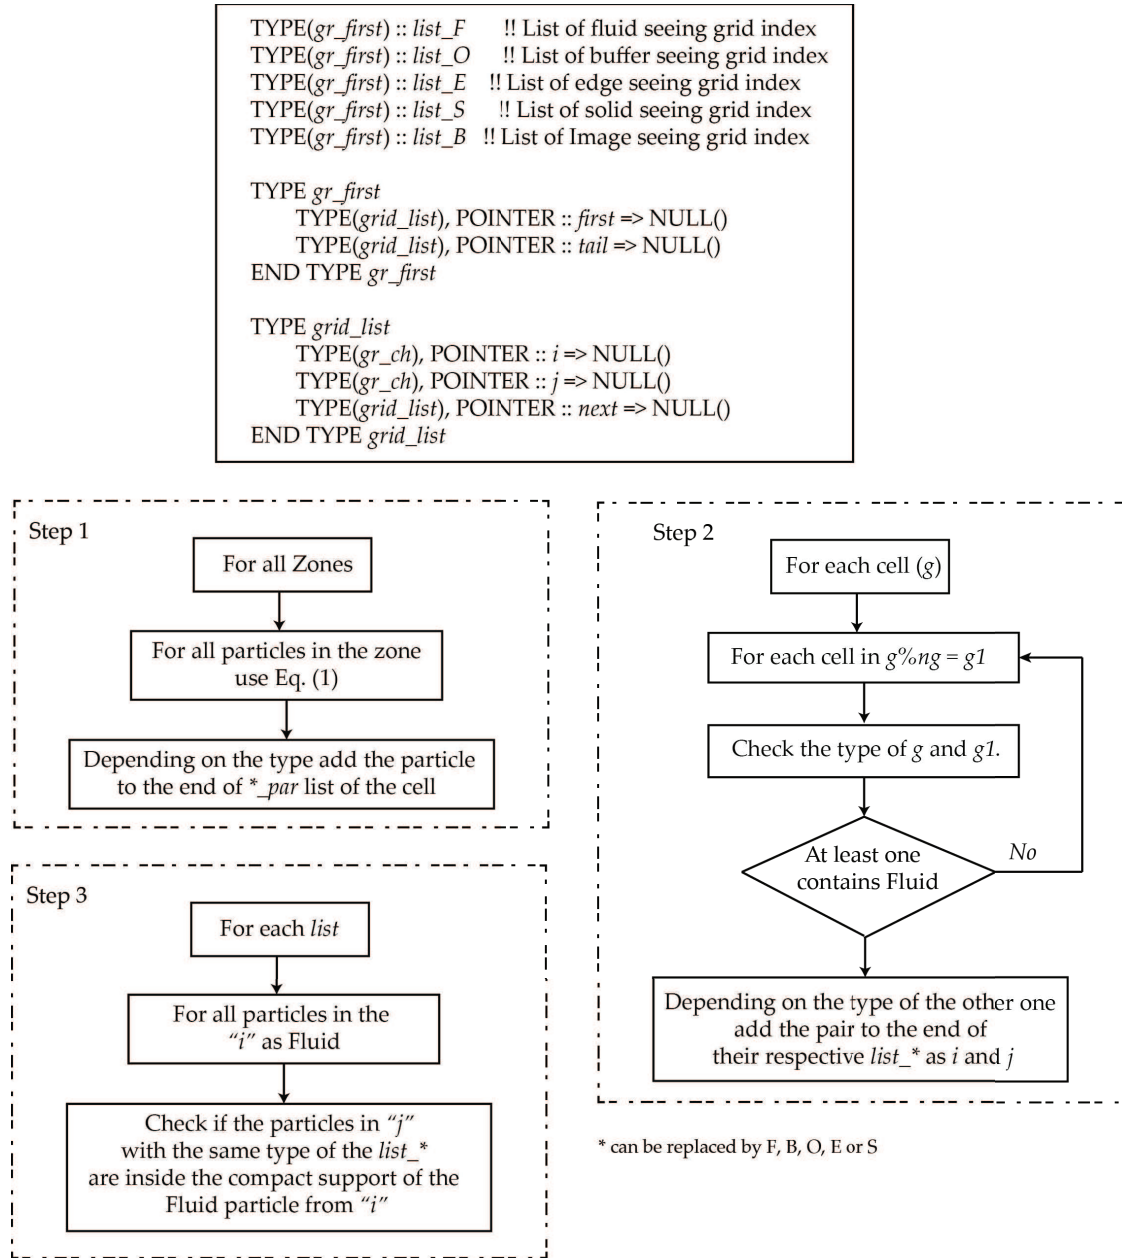 TYPE(gr_first) :: list_F !! List of fluid seeing grid index
TYPE(gr_first) :: list_O !! List of buffer seeing grid index
TYPE(gr_first) :: list_E !! List of edge seeing grid index
TYPE(gr_first) :: list_S !! List of solid seeing grid index
TYPE(gr_first) :: list_B !! List of Image seeing grid index
TYPE gr_first
TYPE(grid_list), POINTER :: first => NULL()
TYPE(grid_list), POINTER :: tail => NULL()
END TYPE gr_first
TYPE grid_list
TYPE(gr_ch), POINTER :: i => NULL()
TYPE(gr_ch), POINTER :: j => NULL()
TYPE(grid_list), POINTER :: next => NULL()
END TYPE grid_list
Step 1
For all Zones
For all particles in the zone
use Eq. (1)
Depending on the type add the particle
to the end of *_par list of the cell
Step 2
For each cell (g)
For each cell in g%ng = g1
Check the type of g and g1.
At least one
contains Fluid
No
Depending on the type of the other one
add the pair to the end of
their respective list_* as i and j
Step 3
For each list
For all particles in the
“i” as Fluid
Check if the particles in “j”
with the same type of the list_*
are inside the compact support of the
Fluid particle from “i”
* can be replaced by F, B, O, E or S